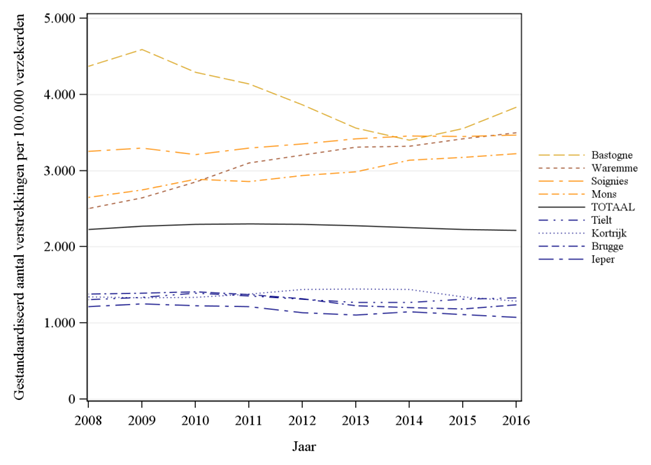 Gestandaardiseerd aantal verstrekkingen per 100.000 verzekerden
5.000
4.000
3.000
2.000
1.000
0
2008 2009 2010 2011 2012 2013 2014 2015 2016
Jaar
Bastogne
Waremme
Soignies
Mons
TOTAAL
Tielt
Kortrijk
Brugge
Ieper